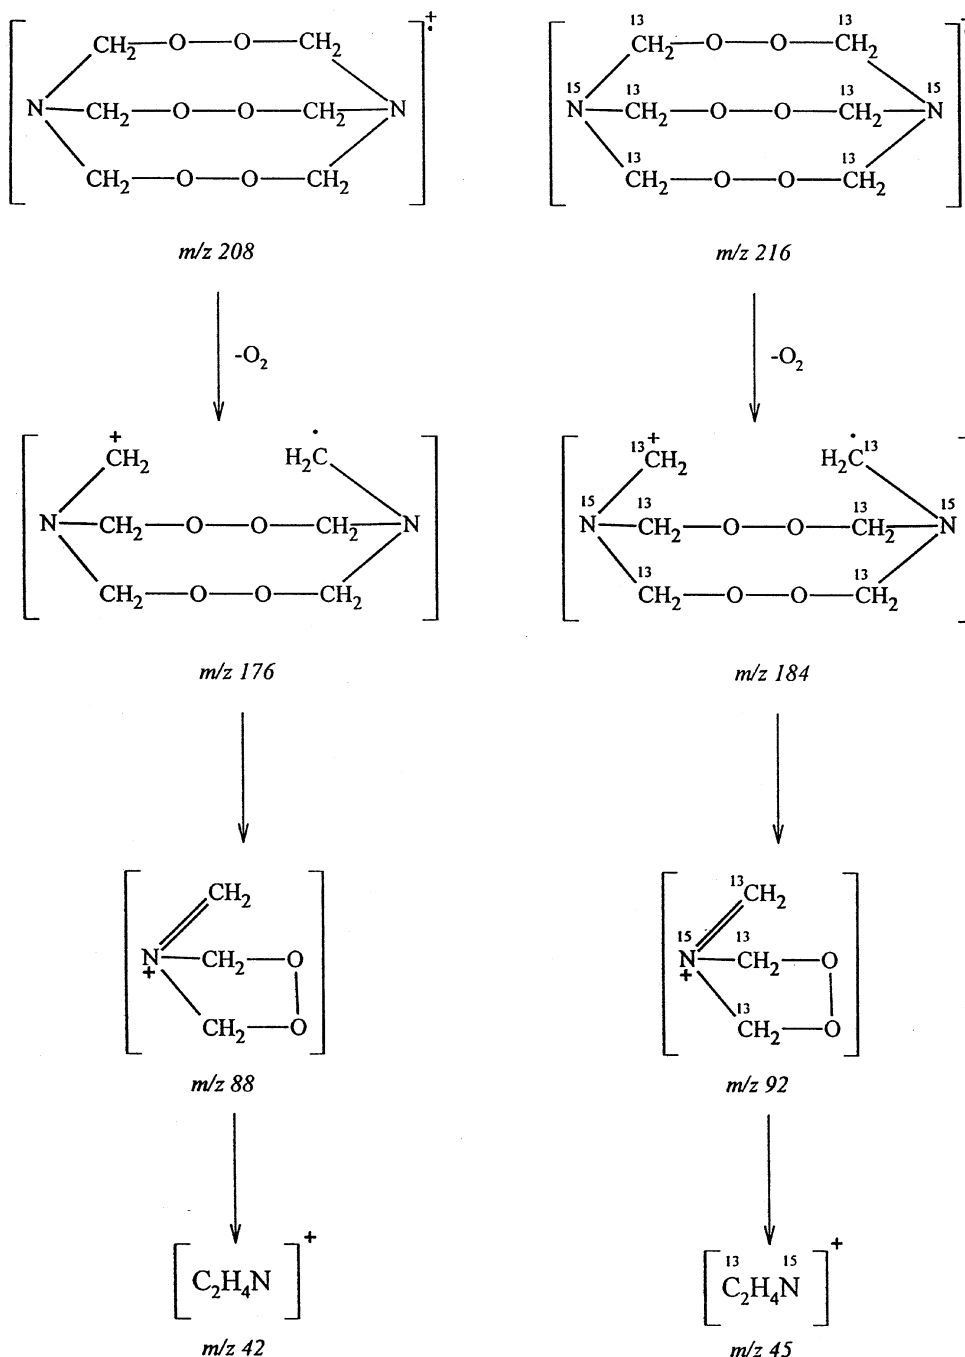 CH₂—O—O—CH₂
N—CH₂—O—O—CH₂—N
CH₂—O—O—CH₂
+
•
m/z 208
-O₂
+
CH₂
•
H₂C
N—CH₂—O—O—CH₂—N
CH₂—O—O—CH₂
m/z 176
CH₂
N—CH₂—O
+
CH₂—O
m/z 88
[C₂H₄N]+
m/z 42
13 13
CH₂—O—O—CH₂
15 13 13 15
N—CH₂—O—O—CH₂—N
13 13
CH₂—O—O—CH₂
m/z 216
-O₂
13 + • 13
CH₂ H₂C
15 13 13 15
N—CH₂—O—O—CH₂—N
13 13
CH₂—O—O—CH₂
m/z 184
13
CH₂
15 13
N—CH₂—O
+
13
CH₂—O
m/z 92
13 15
[C₂H₄N]+
m/z 45